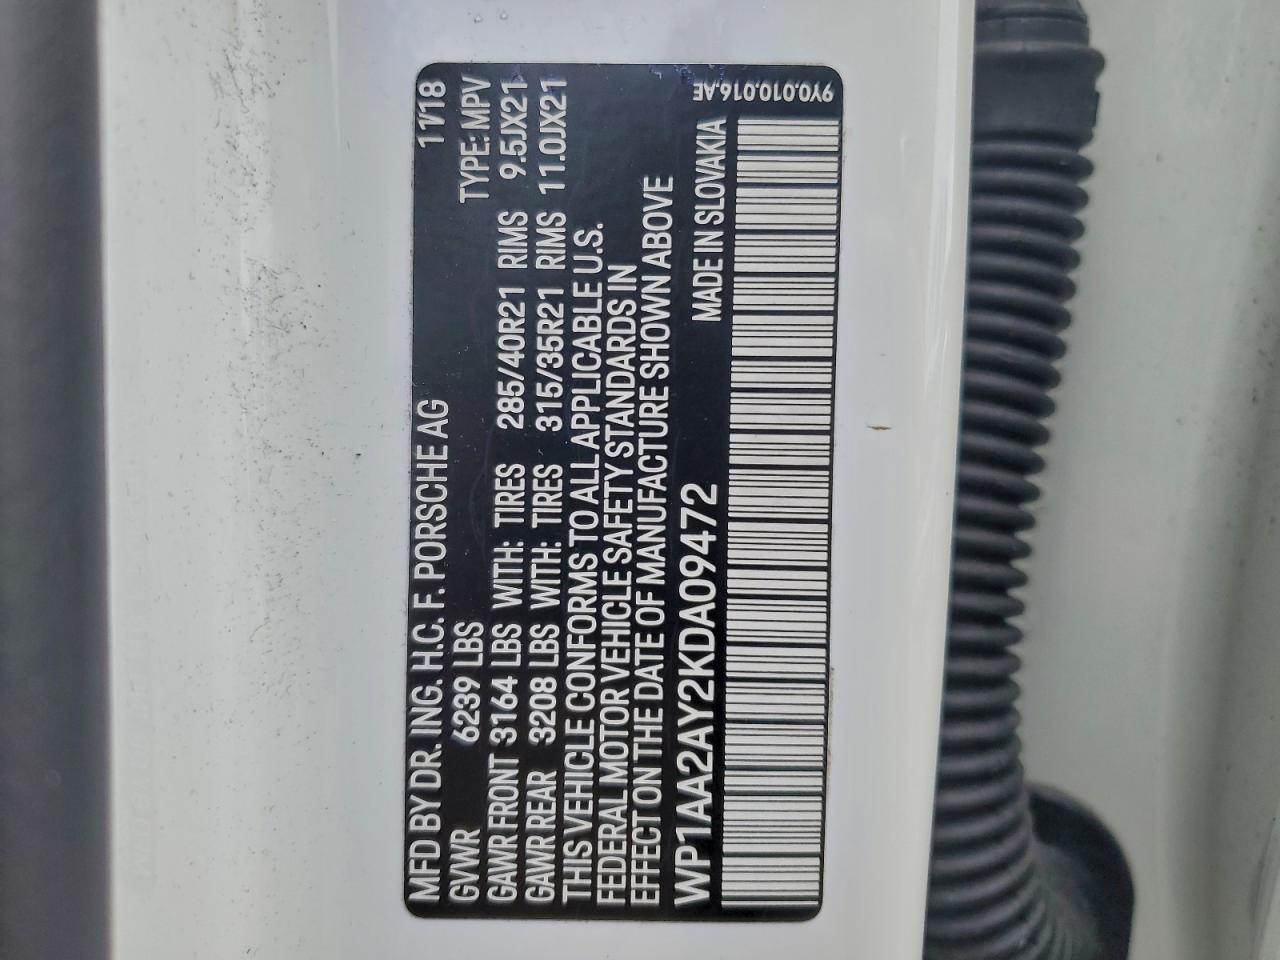 MFD BY DR. ING. H.C. F. PORSCHE AG 11/18
GVWR 6239 LBS TYPE: MPV
GAWR FRONT 3164 LBS WITH: TIRES 285/40R21 RIMS 9.5JX21
GAWR REAR 3208 LBS WITH: TIRES 315/35R21 RIMS 11.0JX21
THIS VEHICLE CONFORMS TO ALL APPLICABLE U.S.
FEDERAL MOTOR VEHICLE SAFETY STANDARDS IN
EFFECT ON THE DATE OF MANUFACTURE SHOWN ABOVE
WP1AA2AY2KDA09472 MADE IN SLOVAKIA
9Y0.010.016.AE